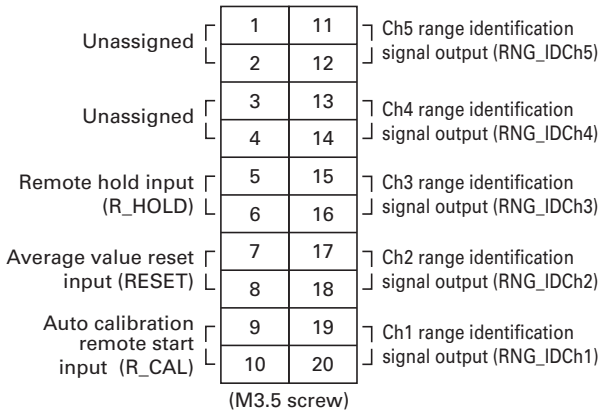 Unassigned
1 11
2 12
Ch5 range identification
signal output (RNG_IDCh5)
Unassigned
3 13
4 14
Ch4 range identification
signal output (RNG_IDCh4)
Remote hold input
(R_HOLD)
5 15
6 16
Ch3 range identification
signal output (RNG_IDCh3)
Average value reset
input (RESET)
7 17
8 18
Ch2 range identification
signal output (RNG_IDCh2)
Auto calibration
remote start
input (R_CAL)
9 19
10 20
Ch1 range identification
signal output (RNG_IDCh1)
(M3.5 screw)